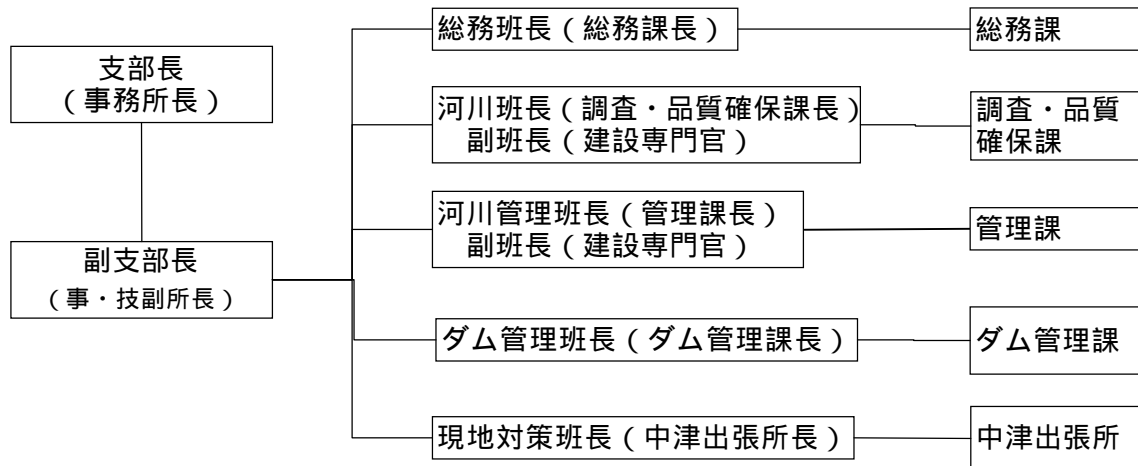 支部長
（事務所長）
副支部長
（事・技副所長）
総務班長（総務課長）
総務課
河川班長（調査・品質確保課長）
副班長（建設専門官）
調査・品質
確保課
河川管理班長（管理課長）
副班長（建設専門官）
管理課
ダム管理班長（ダム管理課長）
ダム管理課
現地対策班長（中津出張所長）
中津出張所